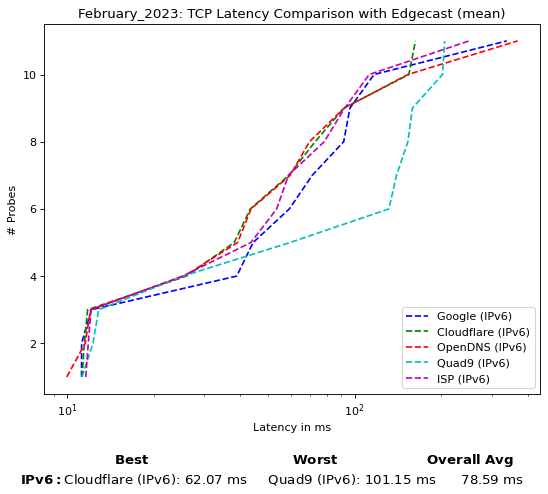 February_2023: TCP Latency Comparison with Edgecast (mean)
10
8
6
4
2
# Probes
10¹
10²
Latency in ms
Google (IPv6)
Cloudflare (IPv6)
OpenDNS (IPv6)
Quad9 (IPv6)
ISP (IPv6)
Best Worst Overall Avg
IPv6: Cloudflare (IPv6): 62.07 ms Quad9 (IPv6): 101.15 ms 78.59 ms